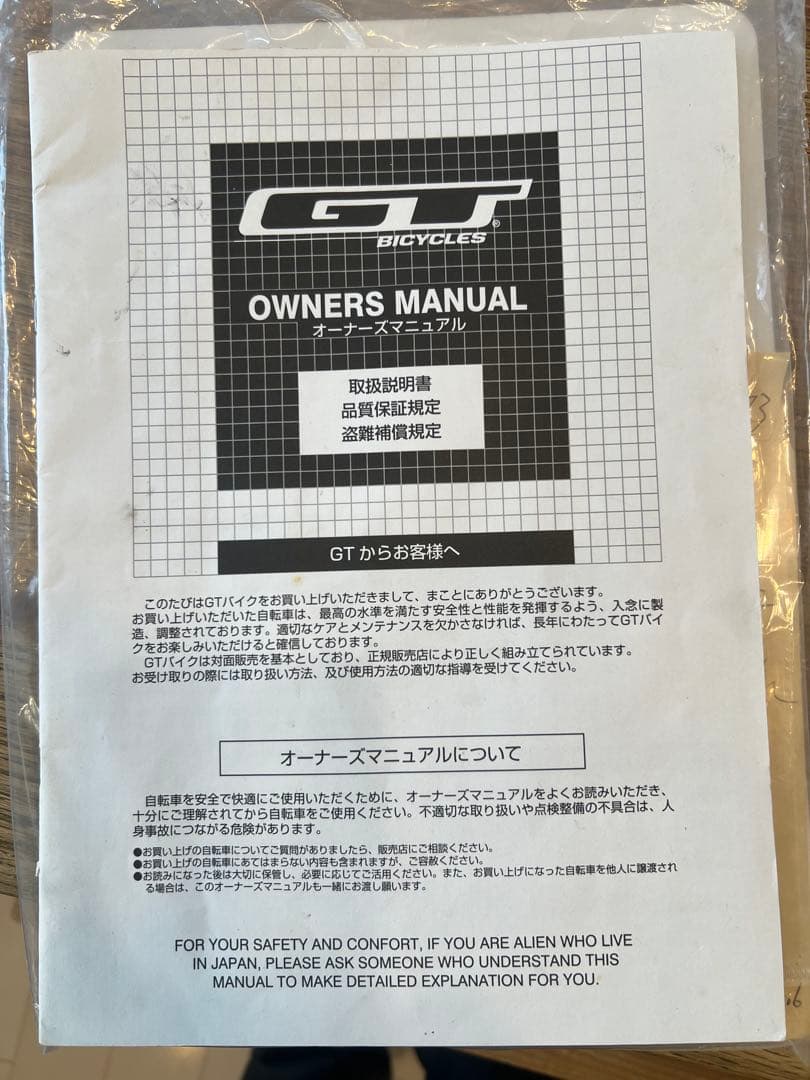 GT®
BICYCLES
OWNERS MANUAL
オーナーズマニュアル
取扱説明書
品質保証規定
盗難補償規定
GTからお客様へ
このたびはGTバイクをお買い上げいただきまして、まことにありがとうございます。
お買い上げいただいた自転車は、最高の水準を満たす安全性と性能を発揮するよう、入念に製
造、調整されております。適切なケアとメンテナンスを欠かさなければ、長年にわたってGTバイ
クをお楽しみいただけると確信しております。
GTバイクは対面販売を基本としており、正規販売店により正しく組み立てられています。
お受け取りの際には取り扱い方法、及び使用方法の適切な指導を受けてください。
オーナーズマニュアルについて
自転車を安全で快適にご使用いただくために、オーナーズマニュアルをよくお読みいただき、
十分にご理解されてから自転車をご使用ください。不適切な取り扱いや点検整備の不具合は、人
身事故につながる危険があります。
●お買い上げの自転車についてご質問がありましたら、販売店にご相談ください。
●お買い上げの自転車にあてはまらない内容も含まれますが、ご容赦ください。
●お読みになった後は大切に保管し、必要に応じてご活用ください。また、お買い上げになった自転車を他人に譲渡され
る場合は、このオーナーズマニュアルも一緒にお渡し願います。
FOR YOUR SAFETY AND CONFORT, IF YOU ARE ALIEN WHO LIVE
IN JAPAN, PLEASE ASK SOMEONE WHO UNDERSTAND THIS
MANUAL TO MAKE DETAILED EXPLANATION FOR YOU.